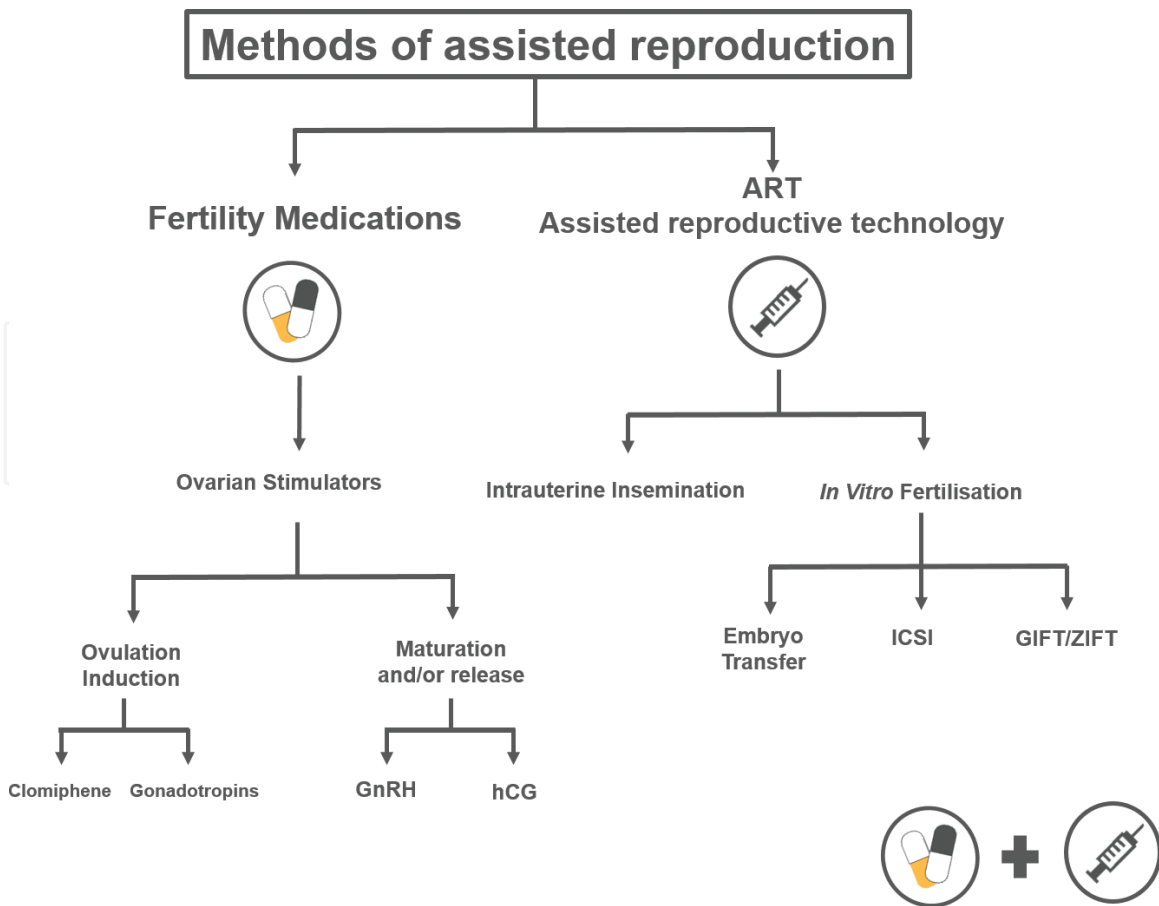 Methods of assisted reproduction
Fertility Medications
ART
Assisted reproductive technology
Ovarian Stimulators
Intrauterine Insemination
In Vitro Fertilisation
Ovulation
Induction
Maturation
and/or release
Embryo
Transfer
ICSI
GIFT/ZIFT
Clomiphene
Gonadotropins
GnRH
hCG